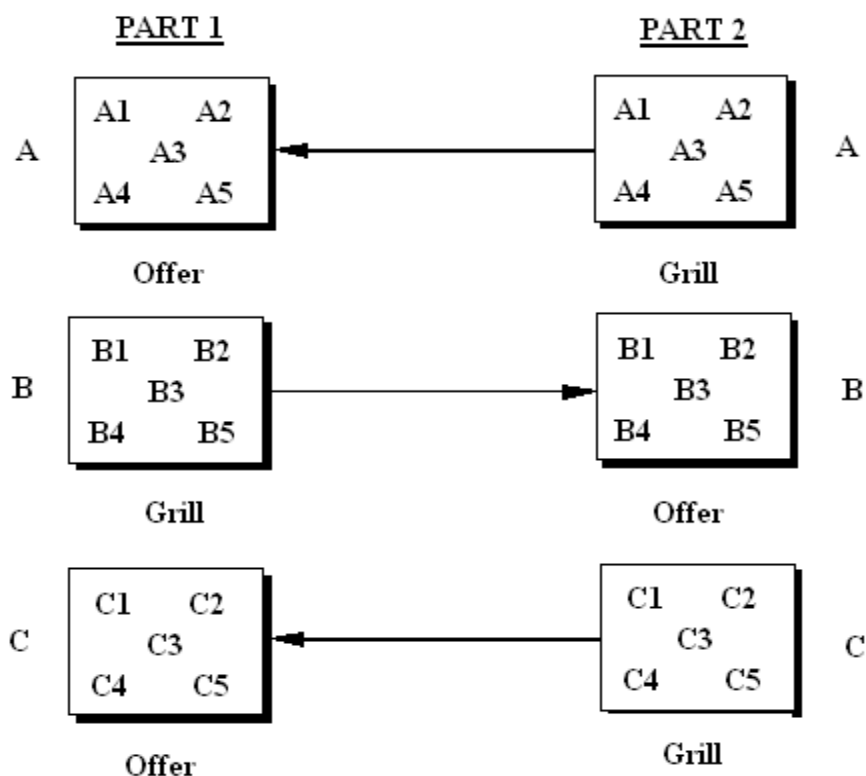 PART 1 PART 2
A1 A2 A1 A2
A A3 A3 A
A4 A5 A4 A5
Offer Grill
B1 B2 B1 B2
B B3 B3 B
B4 B5 B4 B5
Grill Offer
C1 C2 C1 C2
C C3 C3 C
C4 C5 C4 C5
Offer Grill